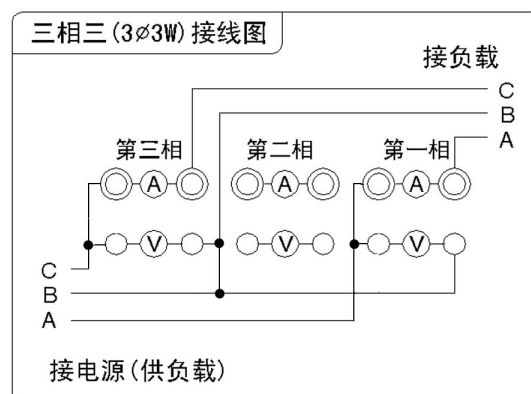 三相三(3∅3W)接线图
接负载
C
B
A
第三相 第二相 第一相
A A A
V V V
C
B
A
接电源(供负载)